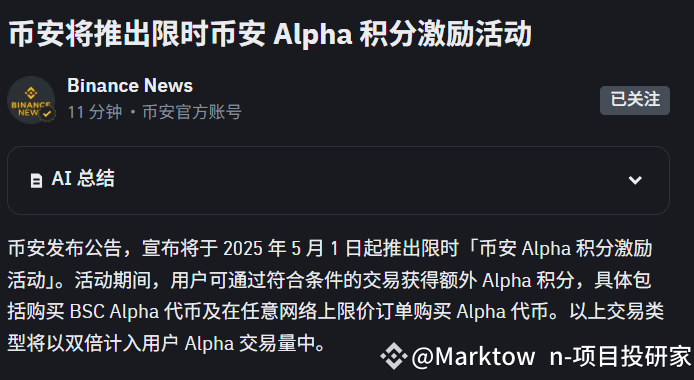 币安将推出限时币安 Alpha 积分激励活动
Binance News
11 分钟 · 币安官方账号
已关注
BINANCE
NEW
AI 总结
币安发布公告，宣布将于 2025 年 5 月 1 日起推出限时「币安 Alpha 积分激励
活动」。活动期间，用户可通过符合条件的交易获得额外 Alpha 积分，具体包
括购买 BSC Alpha 代币及在任意网络上限价订单购买 Alpha 代币。以上交易类
型将以双倍计入用户 Alpha 交易量中。
@Marktow n-项目投研家